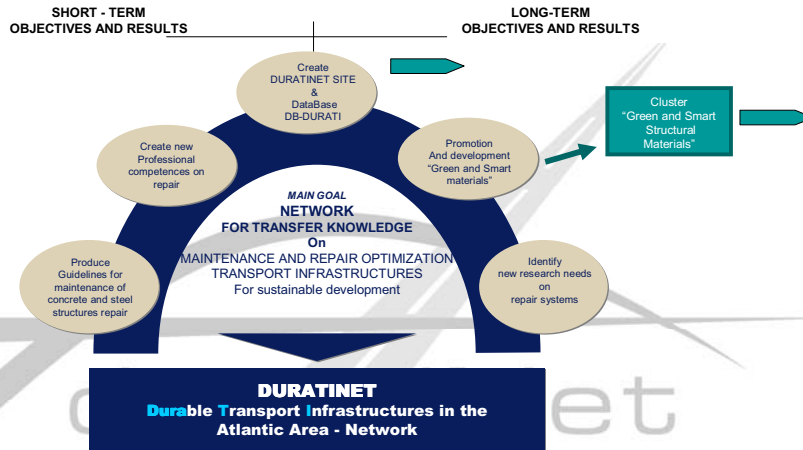 SHORT - TERM
OBJECTIVES AND RESULTS
LONG-TERM
OBJECTIVES AND RESULTS
Create
DURATINET SITE
&
DataBase
DB-DURATI
Create new
Professional
competences on
repair
Promotion
And development
“Green and Smart
materials”
Cluster
“Green and Smart
Structural
Materials”
Produce
Guidelines for
maintenance of
concrete and steel
structures repair
MAIN GOAL
NETWORK
FOR TRANSFER KNOWLEDGE
On
MAINTENANCE AND REPAIR OPTIMIZATION
TRANSPORT INFRASTRUCTURES
For sustainable development
Identify
new research needs
on
repair systems
DURATINET
Durable Transport Infrastructures in the
Atlantic Area - Network